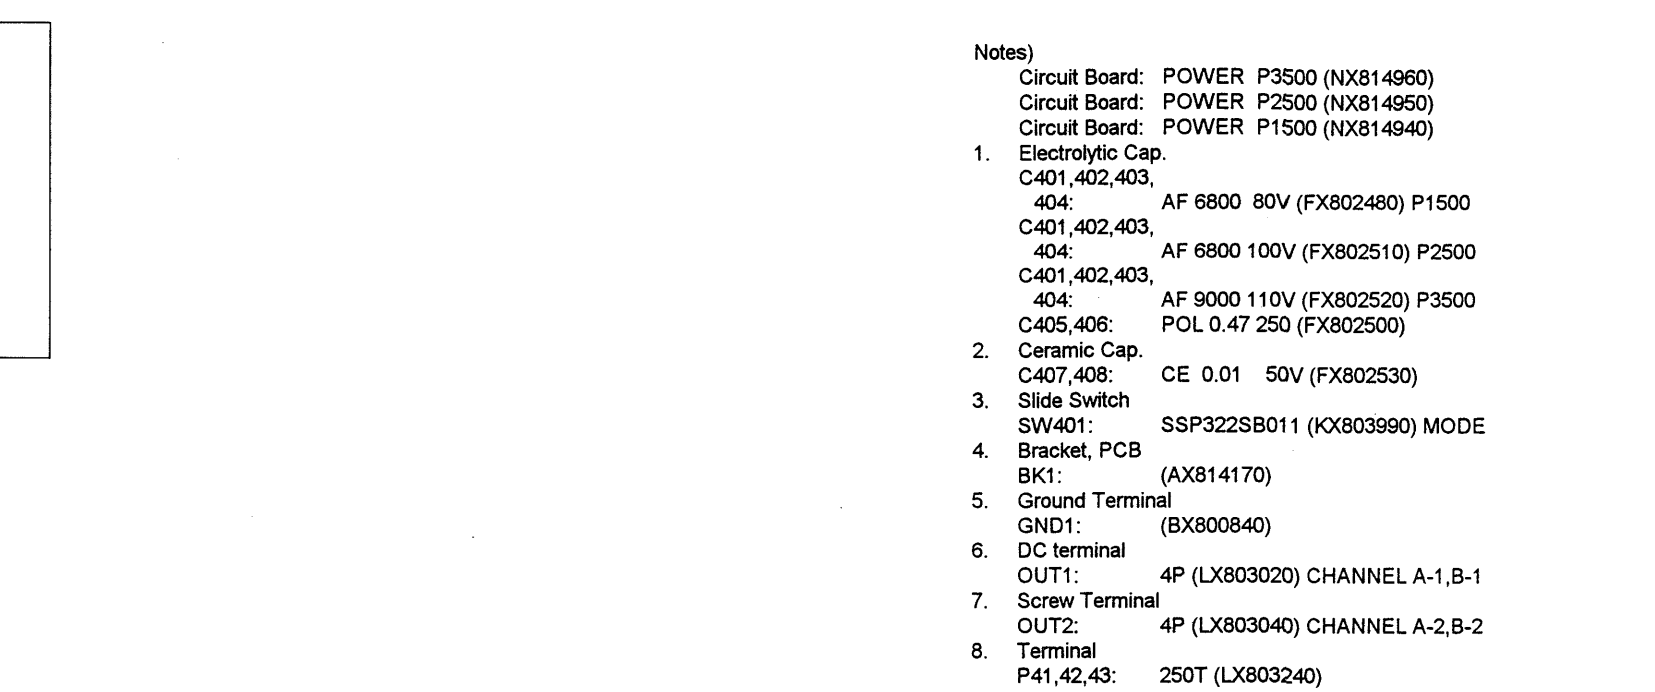 Notes)
Circuit Board: POWER P3500 (NX814960)
Circuit Board: POWER P2500 (NX814950)
Circuit Board: POWER P1500 (NX814940)
1. Electrolytic Cap.
C401,402,403,
404: AF 6800 80V (FX802480) P1500
C401,402,403,
404: AF 6800 100V (FX802510) P2500
C401,402,403,
404: AF 9000 110V (FX802520) P3500
C405,406: POL 0.47 250 (FX802500)
2. Ceramic Cap.
C407,408: CE 0.01 50V (FX802530)
3. Slide Switch
SW401: SSP322SB011 (KX803990) MODE
4. Bracket, PCB
BK1: (AX814170)
5. Ground Terminal
GND1: (BX800840)
6. DC terminal
OUT1: 4P (LX803020) CHANNEL A-1,B-1
7. Screw Terminal
OUT2: 4P (LX803040) CHANNEL A-2,B-2
8. Terminal
P41,42,43: 250T (LX803240)